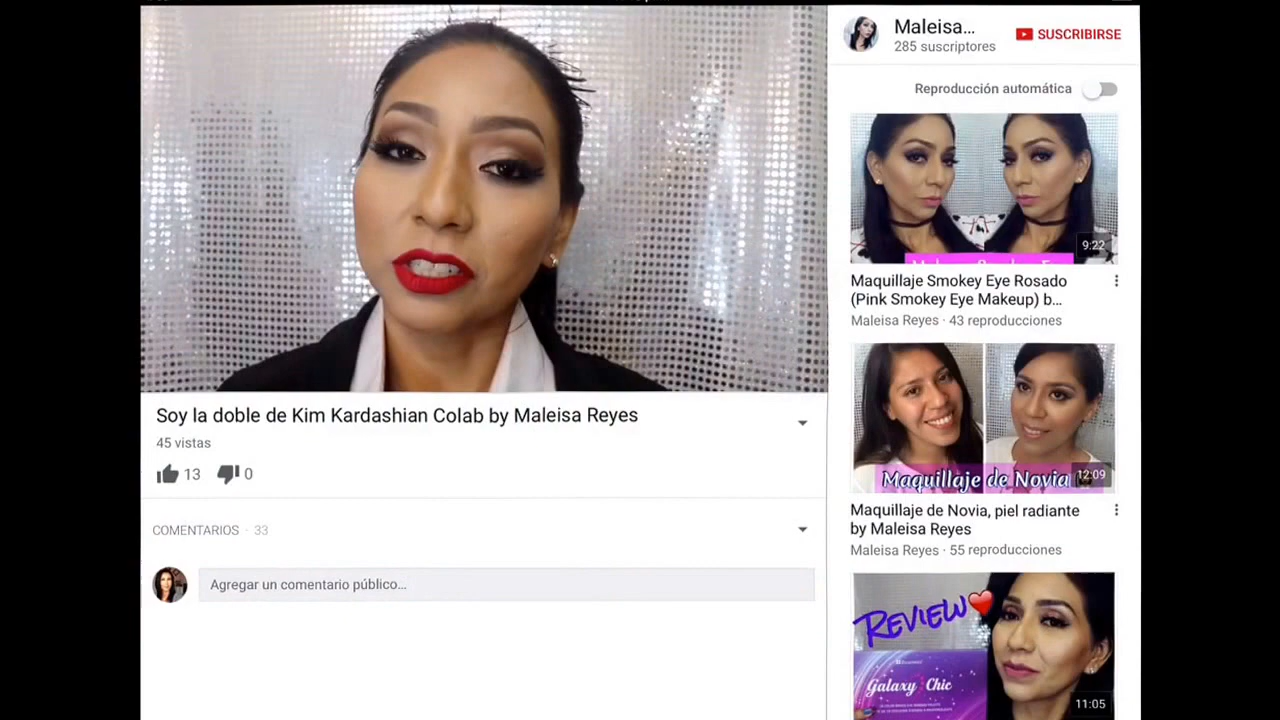 Soy la doble de Kim Kardashian Colab by Maleisa Reyes
45 vistas
13
0
COMENTARIOS · 33
Agregar un comentario público...
Maleisa...
285 suscriptores
SUSCRIBIRSE
Reproducción automática
9:22
Maquillaje Smokey Eye Rosado
(Pink Smokey Eye Makeup) b...
Maleisa Reyes · 43 reproducciones
Maquillaje de Novia
12:09
Maquillaje de Novia, piel radiante
by Maleisa Reyes
Maleisa Reyes · 55 reproducciones
REVIEW
Galaxy Chic
11:05